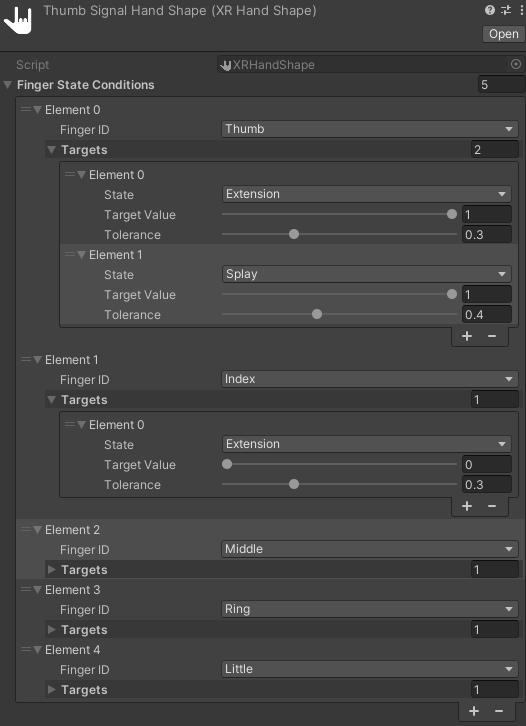 Thumb Signal Hand Shape (XR Hand Shape)
Open
Script XRHandShape
Finger State Conditions 5
Element 0
Finger ID Thumb
Targets 2
Element 0
State Extension
Target Value 1
Tolerance 0.3
Element 1
State Splay
Target Value 1
Tolerance 0.4
+ −
Element 1
Finger ID Index
Targets 1
Element 0
State Extension
Target Value 0
Tolerance 0.3
+ −
Element 2
Finger ID Middle
Targets 1
Element 3
Finger ID Ring
Targets 1
Element 4
Finger ID Little
Targets 1
+ −